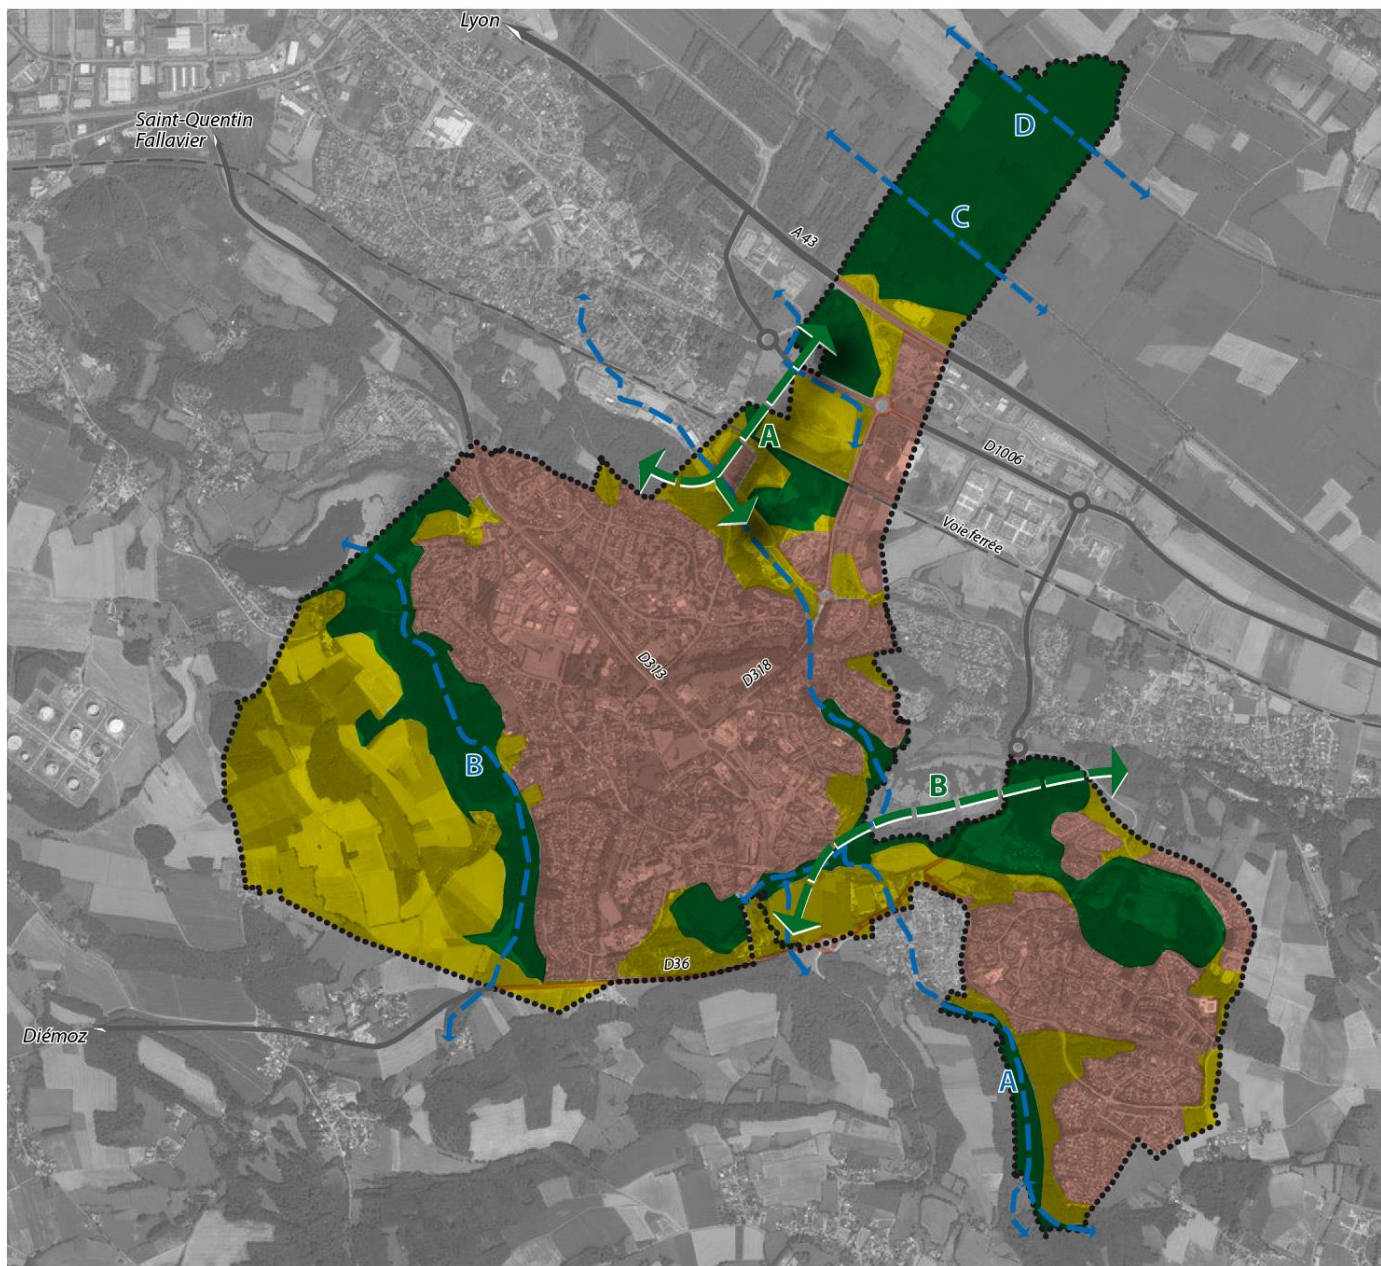 Lyon
Saint-Quentin
Fallavier
D
C
A 43
A
D1006
Voie ferrée
D313
D318
B
B
D36
Diémoz
A